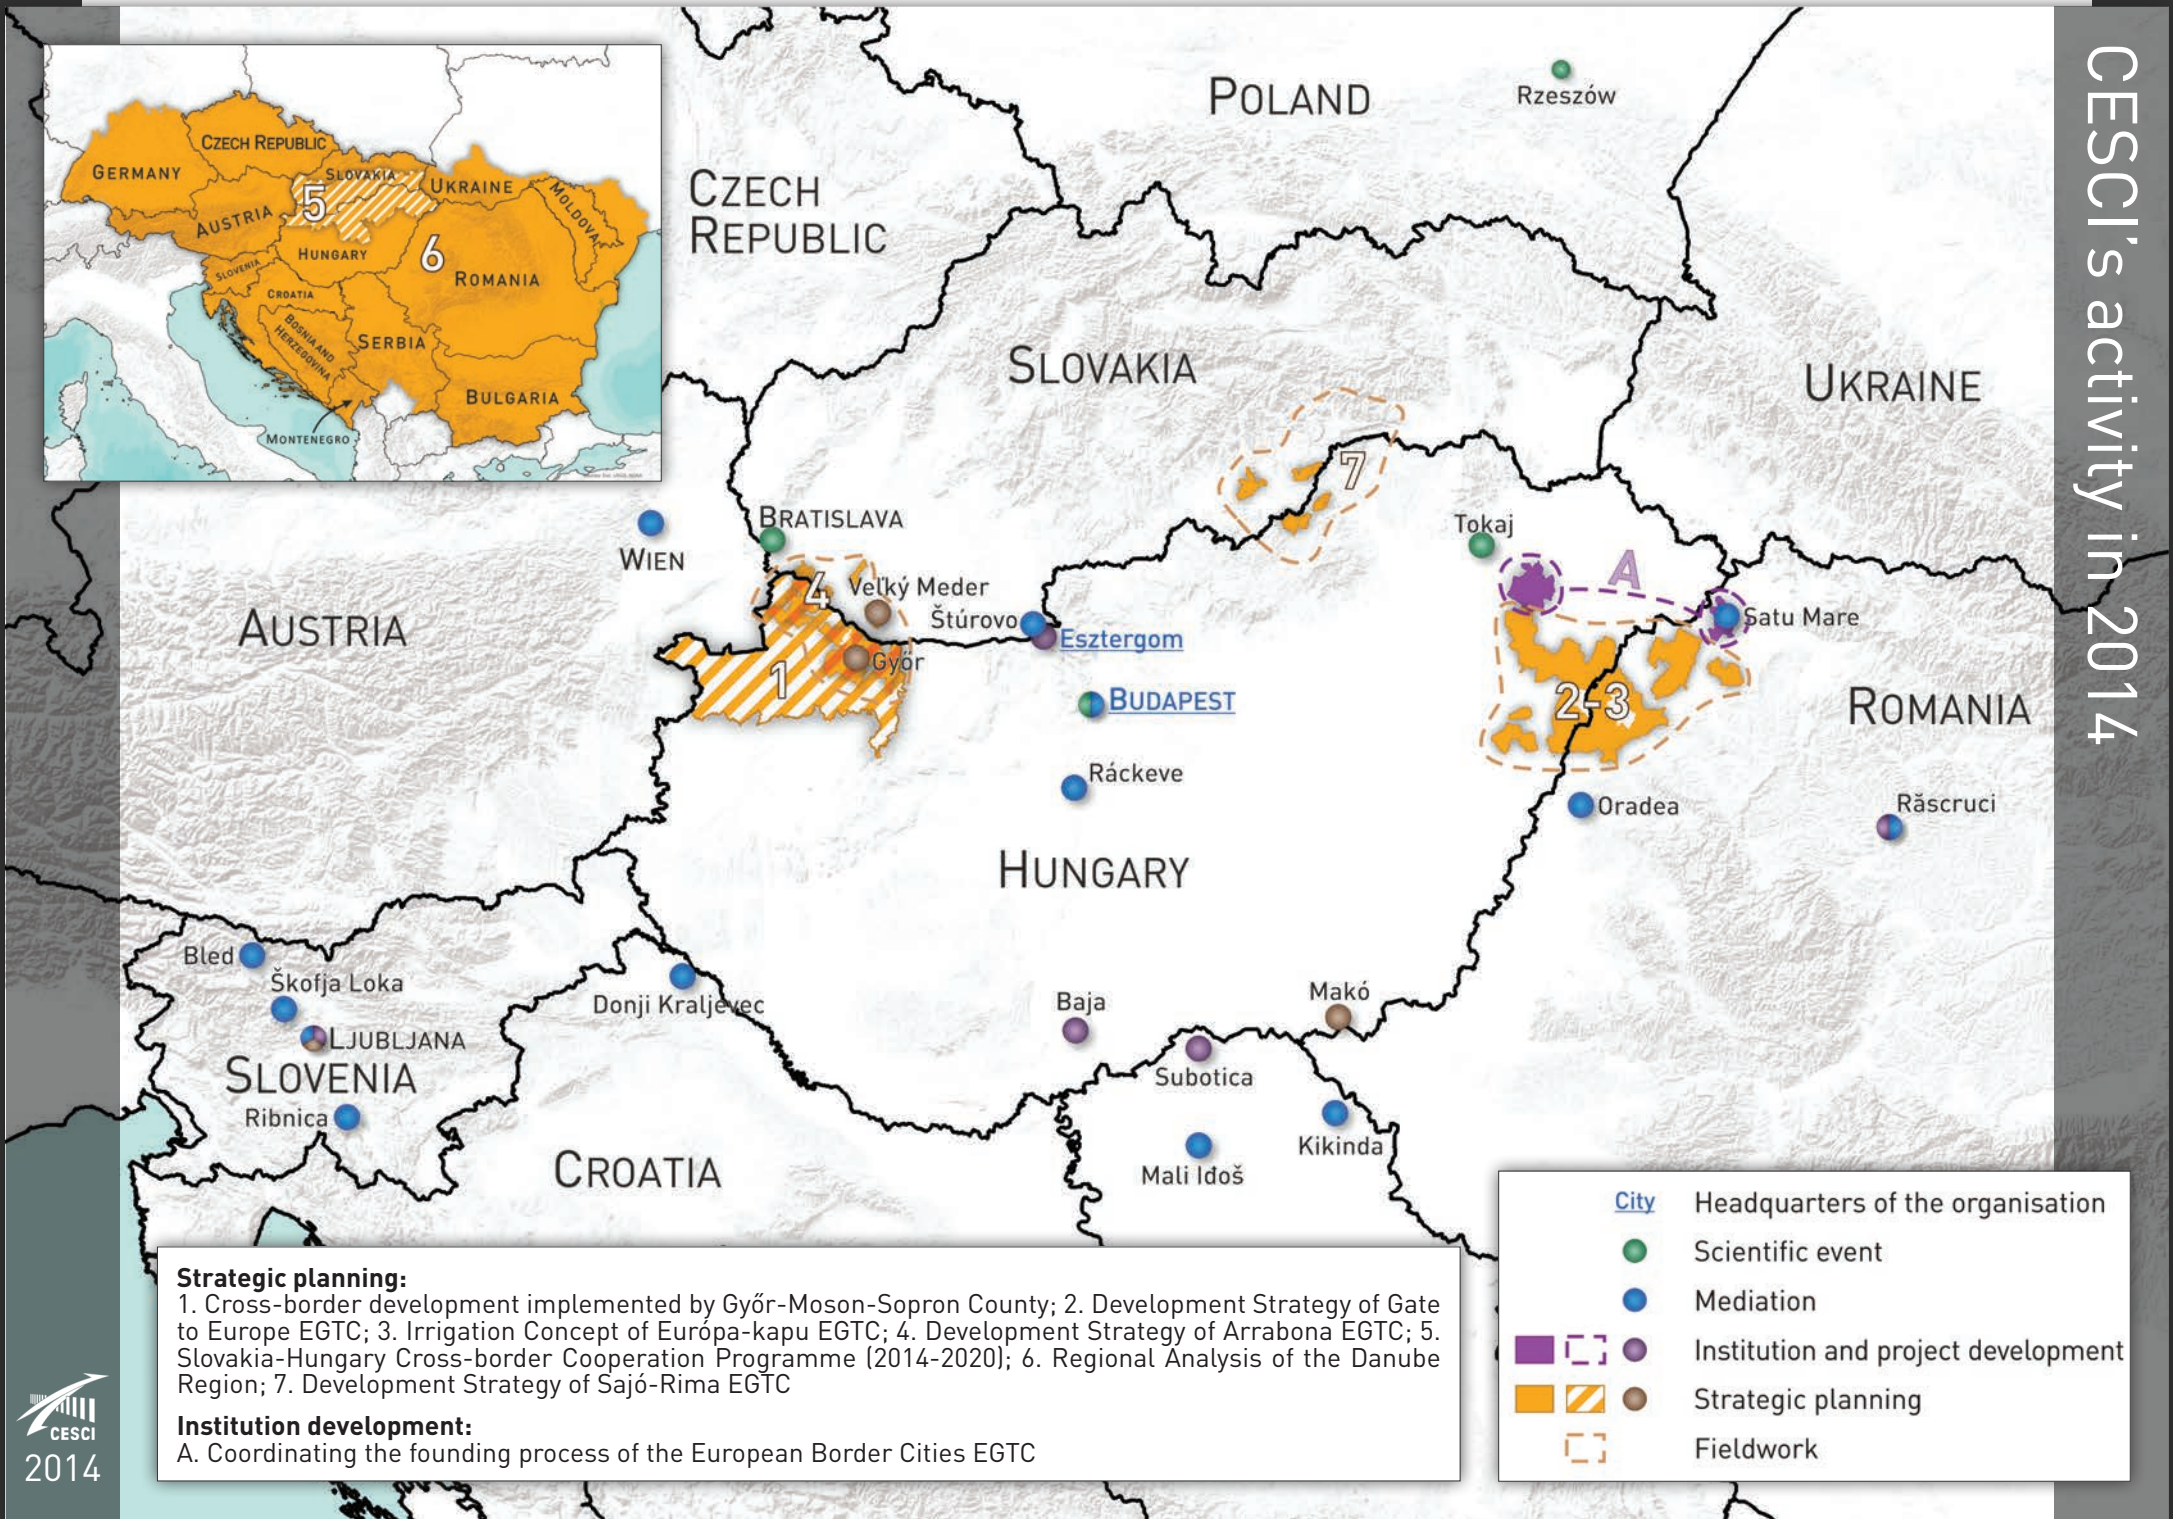 CESCI's activity in 2014
GERMANY
CZECH REPUBLIC
SLOVAKIA
5
UKRAINE
MOLDOVA
AUSTRIA
HUNGARY
6
ROMANIA
SLOVENIA
CROATIA
BOSNIA AND
HERZEGOVINA
SERBIA
BULGARIA
MONTENEGRO
POLAND
Rzeszów
CZECH
REPUBLIC
SLOVAKIA
UKRAINE
7
WIEN
BRATISLAVA
Tokaj
A
4
Veľký Meder
Štúrovo
Esztergom
Satu Mare
AUSTRIA
1
Győr
BUDAPEST
2-3
ROMANIA
Ráckeve
Oradea
Răscruci
HUNGARY
Bled
Škofja Loka
Donji Kraljevec
Baja
Makó
LJUBLJANA
SLOVENIA
Subotica
Ribnica
Kikinda
CROATIA
Mali Iđoš
City Headquarters of the organisation
Scientific event
Mediation
Institution and project development
Strategic planning
Fieldwork
Strategic planning:
1. Cross-border development implemented by Győr-Moson-Sopron County; 2. Development Strategy of Gate
to Europe EGTC; 3. Irrigation Concept of Európa-kapu EGTC; 4. Development Strategy of Arrabona EGTC; 5.
Slovakia-Hungary Cross-border Cooperation Programme (2014-2020); 6. Regional Analysis of the Danube
Region; 7. Development Strategy of Sajó-Rima EGTC
Institution development:
A. Coordinating the founding process of the European Border Cities EGTC
CESCI
2014